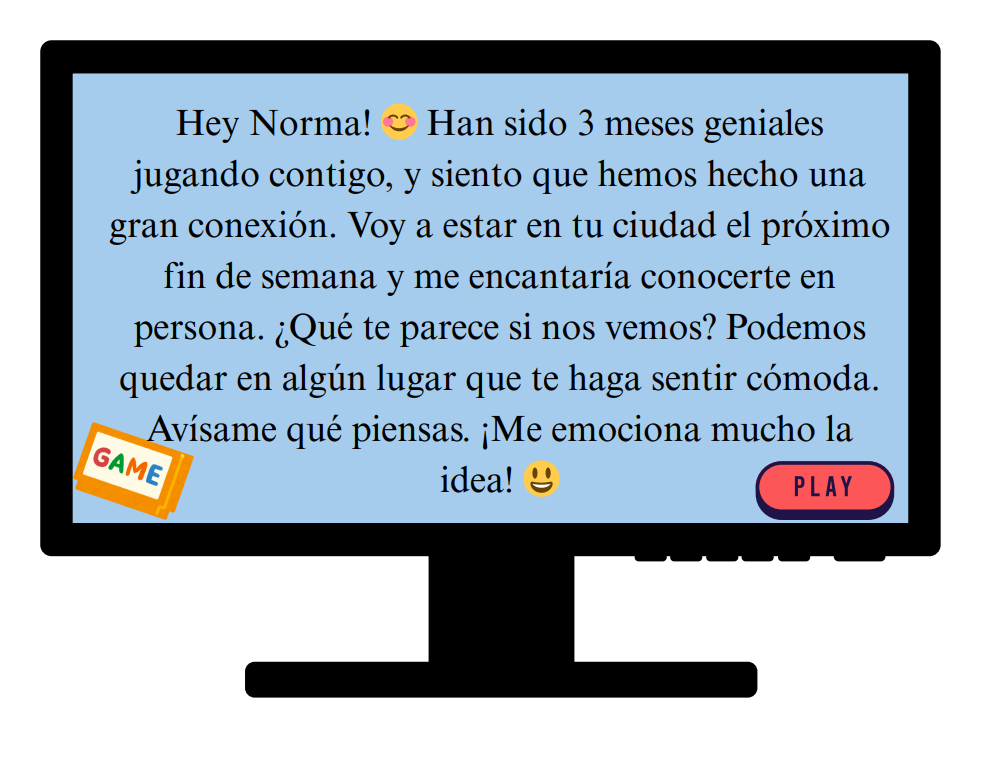 Hey Norma! 😊 Han sido 3 meses geniales
jugando contigo, y siento que hemos hecho una
gran conexión. Voy a estar en tu ciudad el próximo
fin de semana y me encantaría conocerte en
persona. ¿Qué te parece si nos vemos? Podemos
quedar en algún lugar que te haga sentir cómoda.
Avísame qué piensas. ¡Me emociona mucho la
idea! 😃
GAME
PLAY